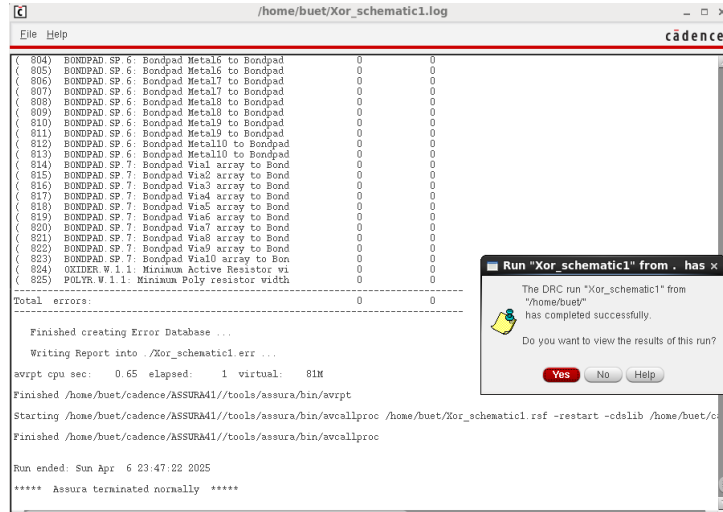 /home/buet/Xor_schematic1.log
File Help
cādence
( 804) BONDPAD.SP.6: Bondpad Metal6 to Bondpad 0 0
( 805) BONDPAD.SP.6: Bondpad Metal6 to Bondpad 0 0
( 806) BONDPAD.SP.6: Bondpad Metal7 to Bondpad 0 0
( 807) BONDPAD.SP.6: Bondpad Metal7 to Bondpad 0 0
( 808) BONDPAD.SP.6: Bondpad Metal8 to Bondpad 0 0
( 809) BONDPAD.SP.6: Bondpad Metal8 to Bondpad 0 0
( 810) BONDPAD.SP.6: Bondpad Metal9 to Bondpad 0 0
( 811) BONDPAD.SP.6: Bondpad Metal9 to Bondpad 0 0
( 812) BONDPAD.SP.6: Bondpad Metal10 to Bondpad 0 0
( 813) BONDPAD.SP.6: Bondpad Metal10 to Bondpad 0 0
( 814) BONDPAD.SP.7: Bondpad Via1 array to Bond 0 0
( 815) BONDPAD.SP.7: Bondpad Via2 array to Bond 0 0
( 816) BONDPAD.SP.7: Bondpad Via3 array to Bond 0 0
( 817) BONDPAD.SP.7: Bondpad Via4 array to Bond 0 0
( 818) BONDPAD.SP.7: Bondpad Via5 array to Bond 0 0
( 819) BONDPAD.SP.7: Bondpad Via6 array to Bond 0 0
( 820) BONDPAD.SP.7: Bondpad Via7 array to Bond 0 0
( 821) BONDPAD.SP.7: Bondpad Via8 array to Bond 0 0
( 822) BONDPAD.SP.7: Bondpad Via9 array to Bond 0 0
( 823) BONDPAD.SP.7: Bondpad Via10 array to Bon 0 0
( 824) OXIDER.W.1.1: Minimum Active Resistor wi 0 0
( 825) POLYR.W.1.1: Minimum Poly resistor width 0 0
Total errors: 0 0
Finished creating Error Database ...
Writing Report into ./Xor_schematic1.err ...
avrpt cpu sec: 0.65 elapsed: 1 virtual: 81M
Finished /home/buet/cadence/ASSURA41//tools/assura/bin/avrpt
Starting /home/buet/cadence/ASSURA41//tools/assura/bin/avcallproc /home/buet/Xor_schematic1.rsf -restart -cdslib /home/buet/c
Finished /home/buet/cadence/ASSURA41//tools/assura/bin/avcallproc
Run ended: Sun Apr 6 23:47:22 2025
***** Assura terminated normally *****
Run "Xor_schematic1" from . has
The DRC run "Xor_schematic1" from
"/home/buet/"
has completed successfully.
Do you want to view the results of this run?
Yes No Help